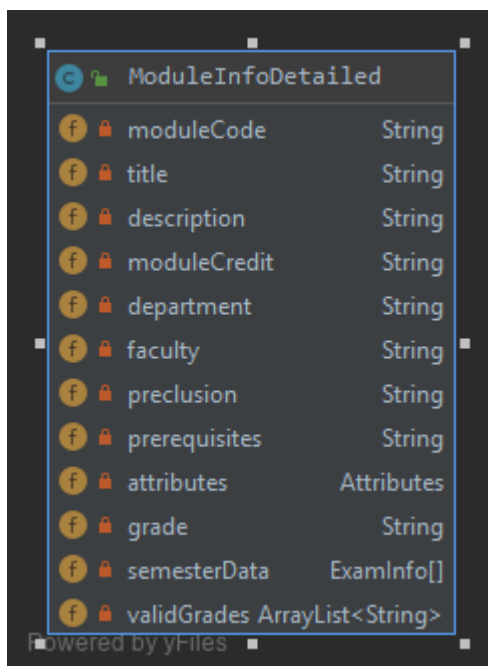 C ModuleInfoDetailed
f moduleCode String
f title String
f description String
f moduleCredit String
f department String
f faculty String
f preclusion String
f prerequisites String
f attributes Attributes
f grade String
f semesterData ExamInfo[]
f validGrades ArrayList<String>
Powered by yFiles